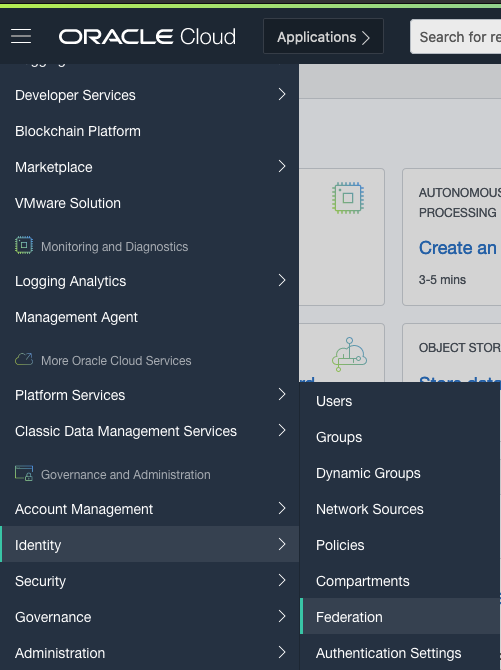 ORACLE Cloud
Applications
Search for re
Developer Services
Blockchain Platform
Marketplace
VMware Solution
Monitoring and Diagnostics
Logging Analytics
Management Agent
More Oracle Cloud Services
Platform Services
Classic Data Management Services
Governance and Administration
Account Management
Identity
Security
Governance
Administration
Users
Groups
Dynamic Groups
Network Sources
Policies
Compartments
Federation
Authentication Settings
AUTONOMOUS
PROCESSING
Create an
3-5 mins
OBJECT STOR